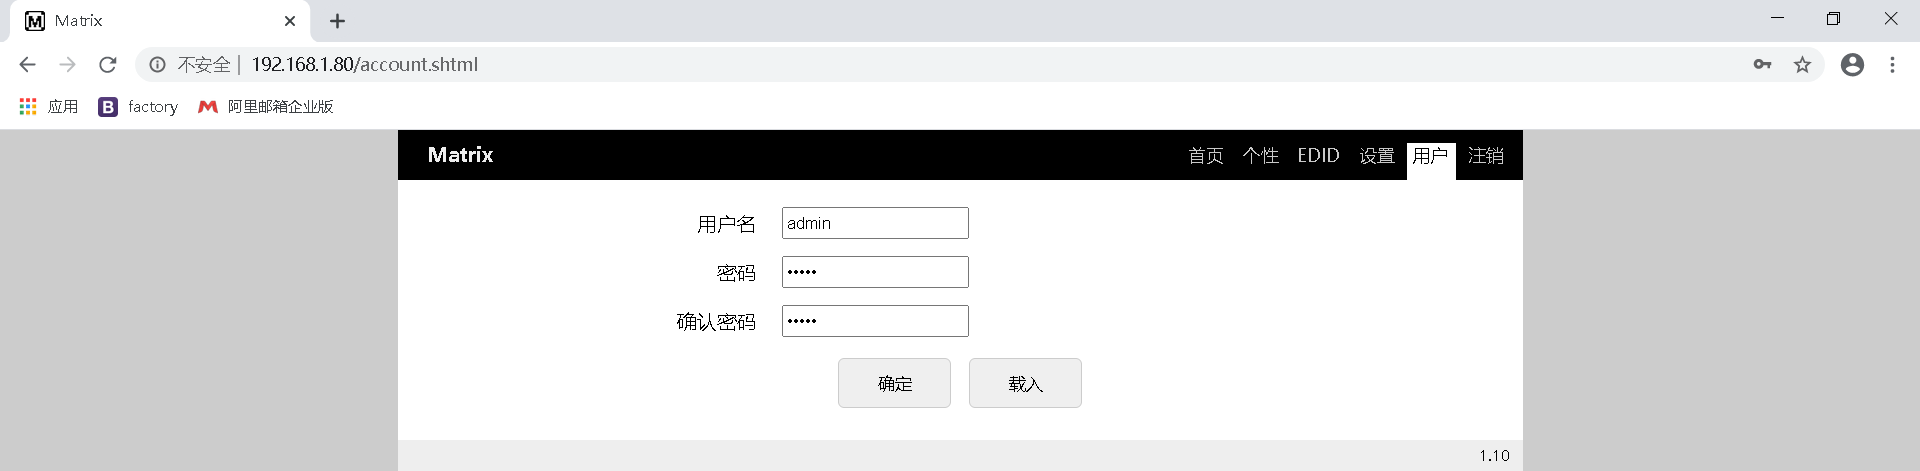 Matrix
不安全 | 192.168.1.80/account.shtml
应用 factory 阿里邮箱企业版
Matrix 首页 个性 EDID 设置 用户 注销
用户名 admin
密码 •••••
确认密码 •••••
确定 载入
1.10